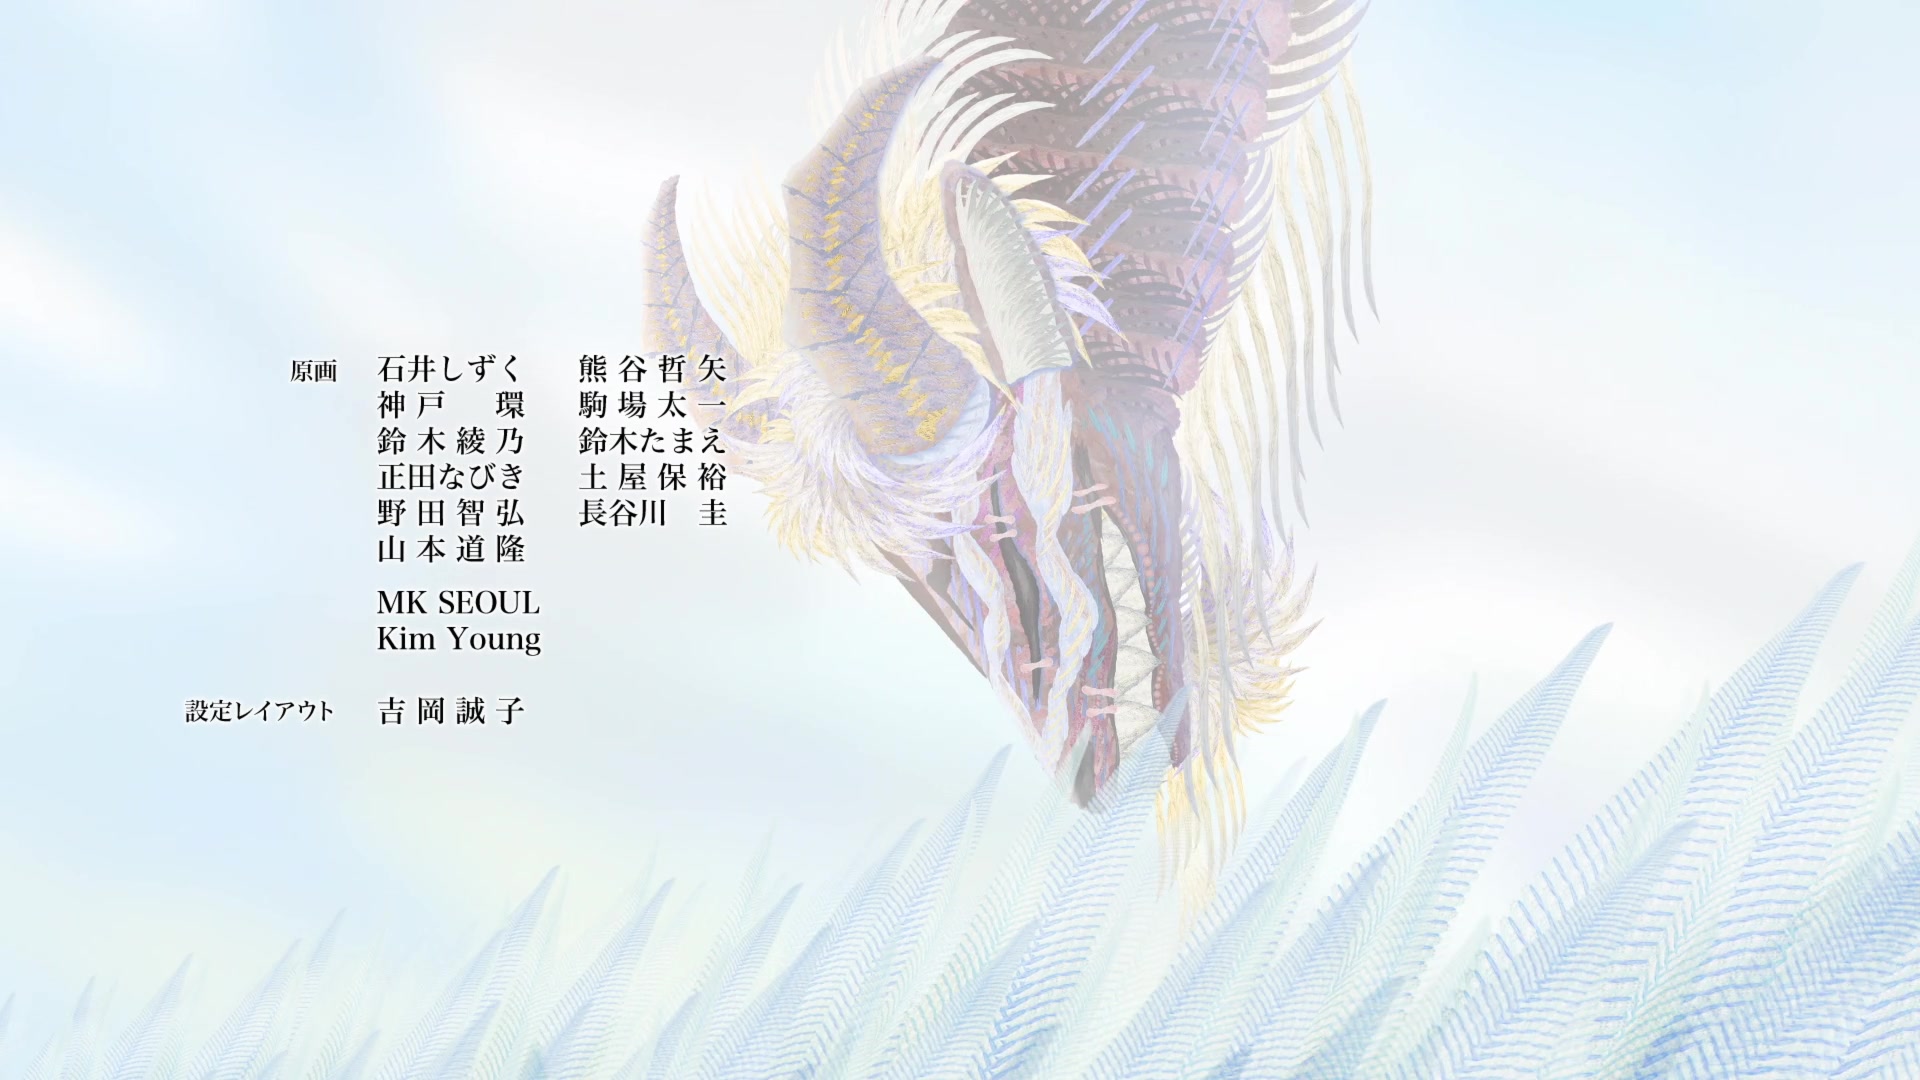 原画 石井しずく 熊谷哲矢
神戸 環 駒場太一
鈴木綾乃 鈴木たまえ
正田なびき 土屋保裕
野田智弘 長谷川 圭
山本道隆
MK SEOUL
Kim Young
設定レイアウト 吉岡誠子